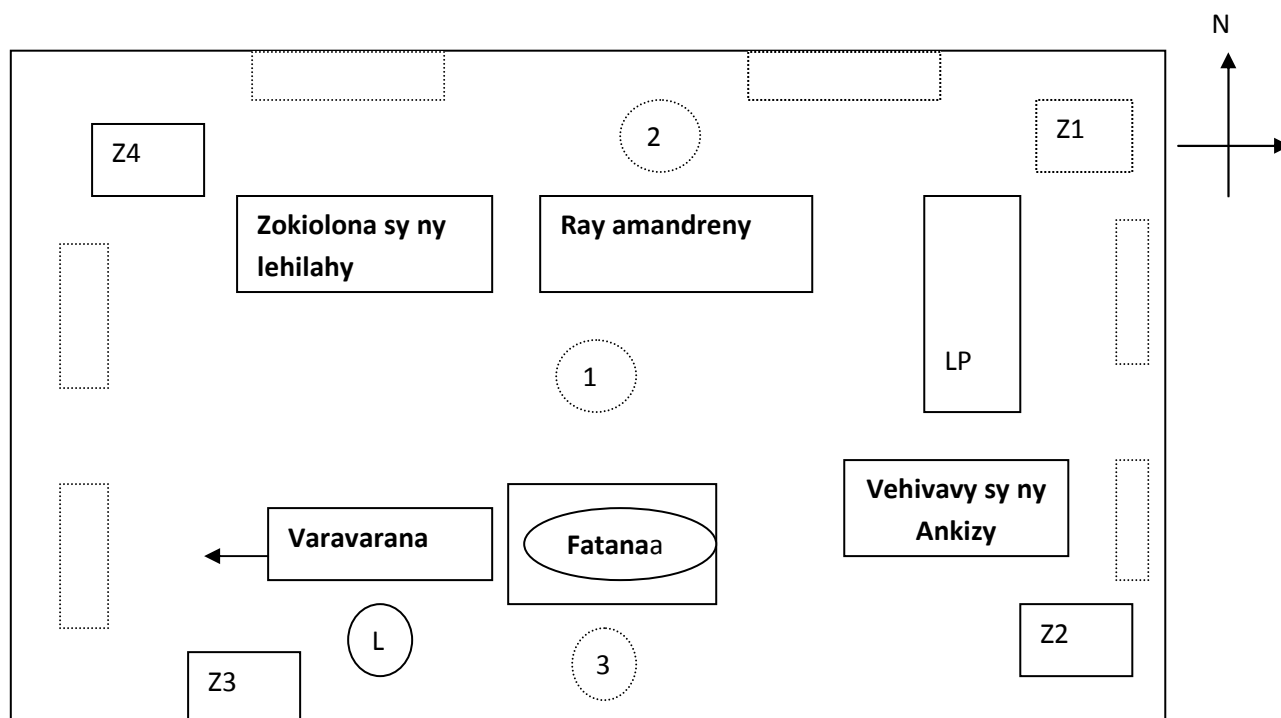 N
2
Z1
Z4
Zokiolona sy ny
lehilahy
Ray amandreny
LP
1
Vehivavy sy ny
Ankizy
Varavarana
Fatanaa
L
3
Z2
Z3